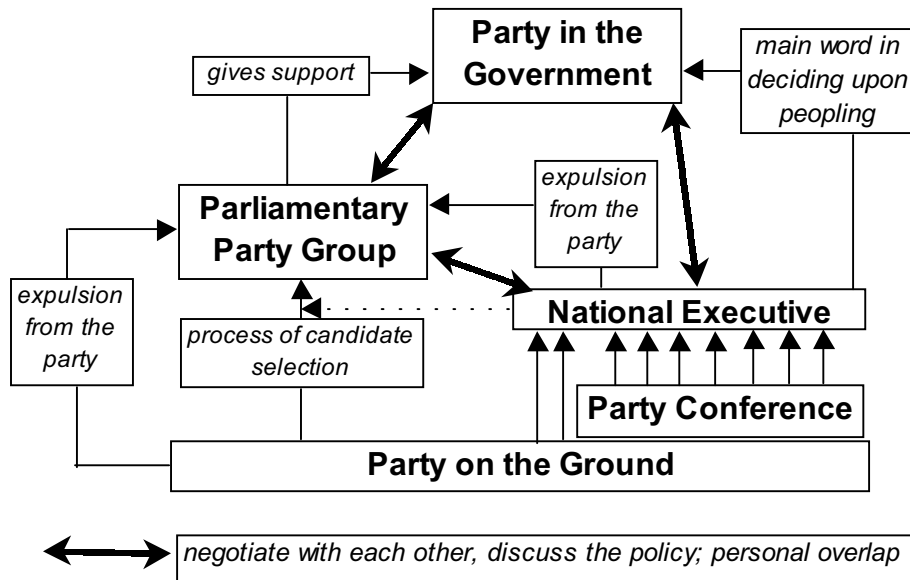 Party in the
Government
main word in
deciding upon
peopling
gives support
expulsion
from the
party
Parliamentary
Party Group
expulsion
from the
party
National Executive
process of candidate
selection
Party Conference
Party on the Ground
negotiate with each other, discuss the policy; personal overlap